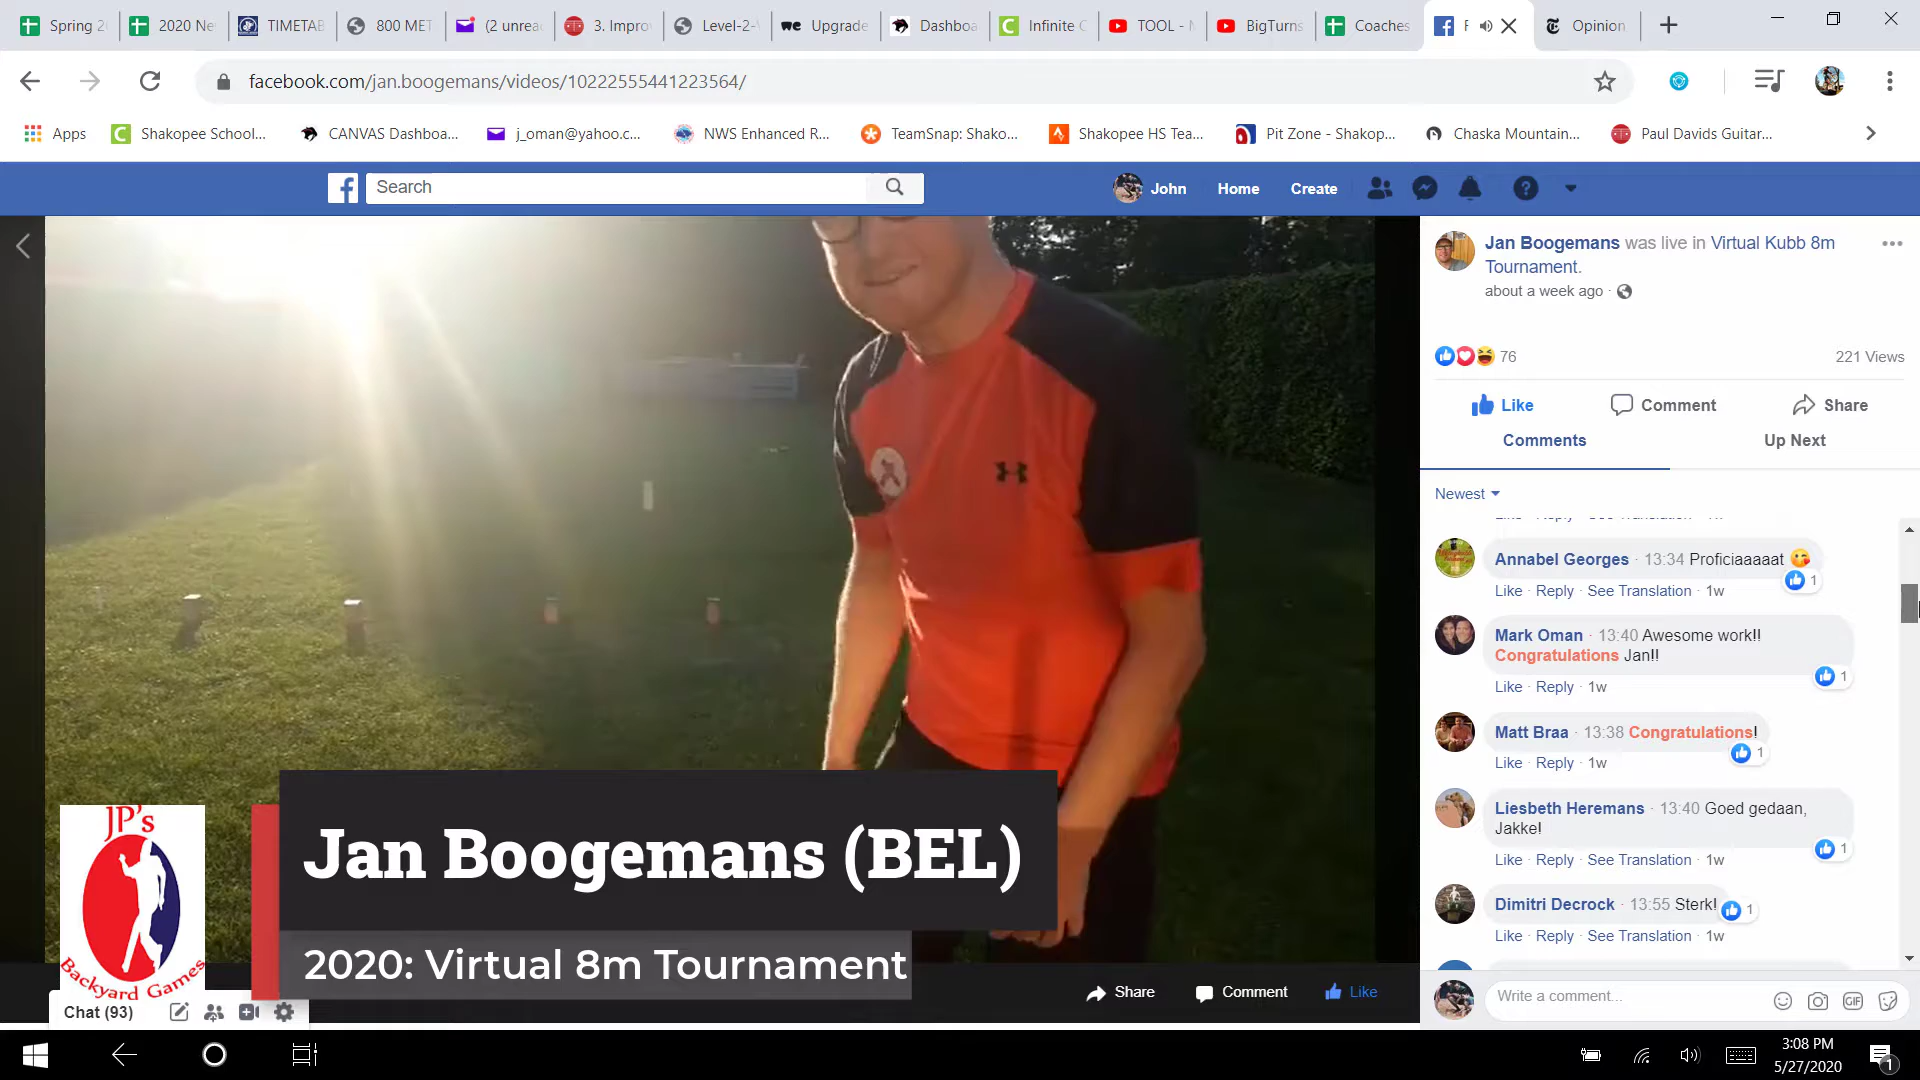 Spring 2
2020 Ne
TIMETAB
800 MET
(2 unrea
3. Impro
Level-2-
we Upgrade
Dashboa
Infinite C
TOOL -
BigTurns
Coaches
Opinion
facebook.com/jan.boogemans/videos/10222555441223564/
Apps
Shakopee School...
CANVAS Dashboa...
j_oman@yahoo.c...
NWS Enhanced R...
TeamSnap: Shako...
Shakopee HS Tea...
Pit Zone - Shakop...
Chaska Mountain...
Paul Davids Guitar...
Search
John
Home
Create
Jan Boogemans was live in Virtual Kubb 8m
Tournament.
about a week ago
76
221 Views
Like
Comment
Share
Comments
Up Next
Newest
Annabel Georges · 13:34 Proficiaaaaat
1
Like · Reply · See Translation · 1w
Mark Oman · 13:40 Awesome work!!
Congratulations Jan!!
1
Like · Reply · 1w
Matt Braa · 13:38 Congratulations!
1
Like · Reply · 1w
Liesbeth Heremans · 13:40 Goed gedaan,
Jakke!
1
Like · Reply · See Translation · 1w
Dimitri Decrock · 13:55 Sterk!
1
Like · Reply · See Translation · 1w
Write a comment...
GIF
JP's
Backyard Games
Jan Boogemans (BEL)
2020: Virtual 8m Tournament
Share
Comment
Like
Chat (93)
3:08 PM
5/27/2020
1